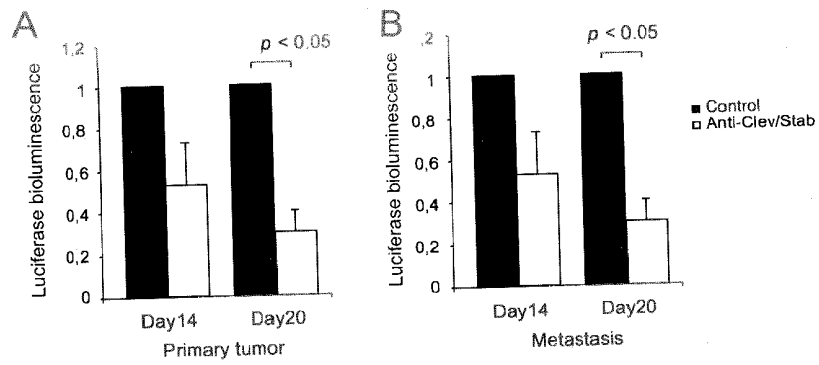 A
Luciferase bioluminescence
1,2
1
0,8
0,6
0,4
0,2
0
p < 0.05
Day14
Day20
Primary tumor
B
Luciferase bioluminescence
,2
1
0,8
0,6
0,4
0,2
0
p < 0.05
Day14
Day20
Metastasis
Control
Anti-Clev/Stab